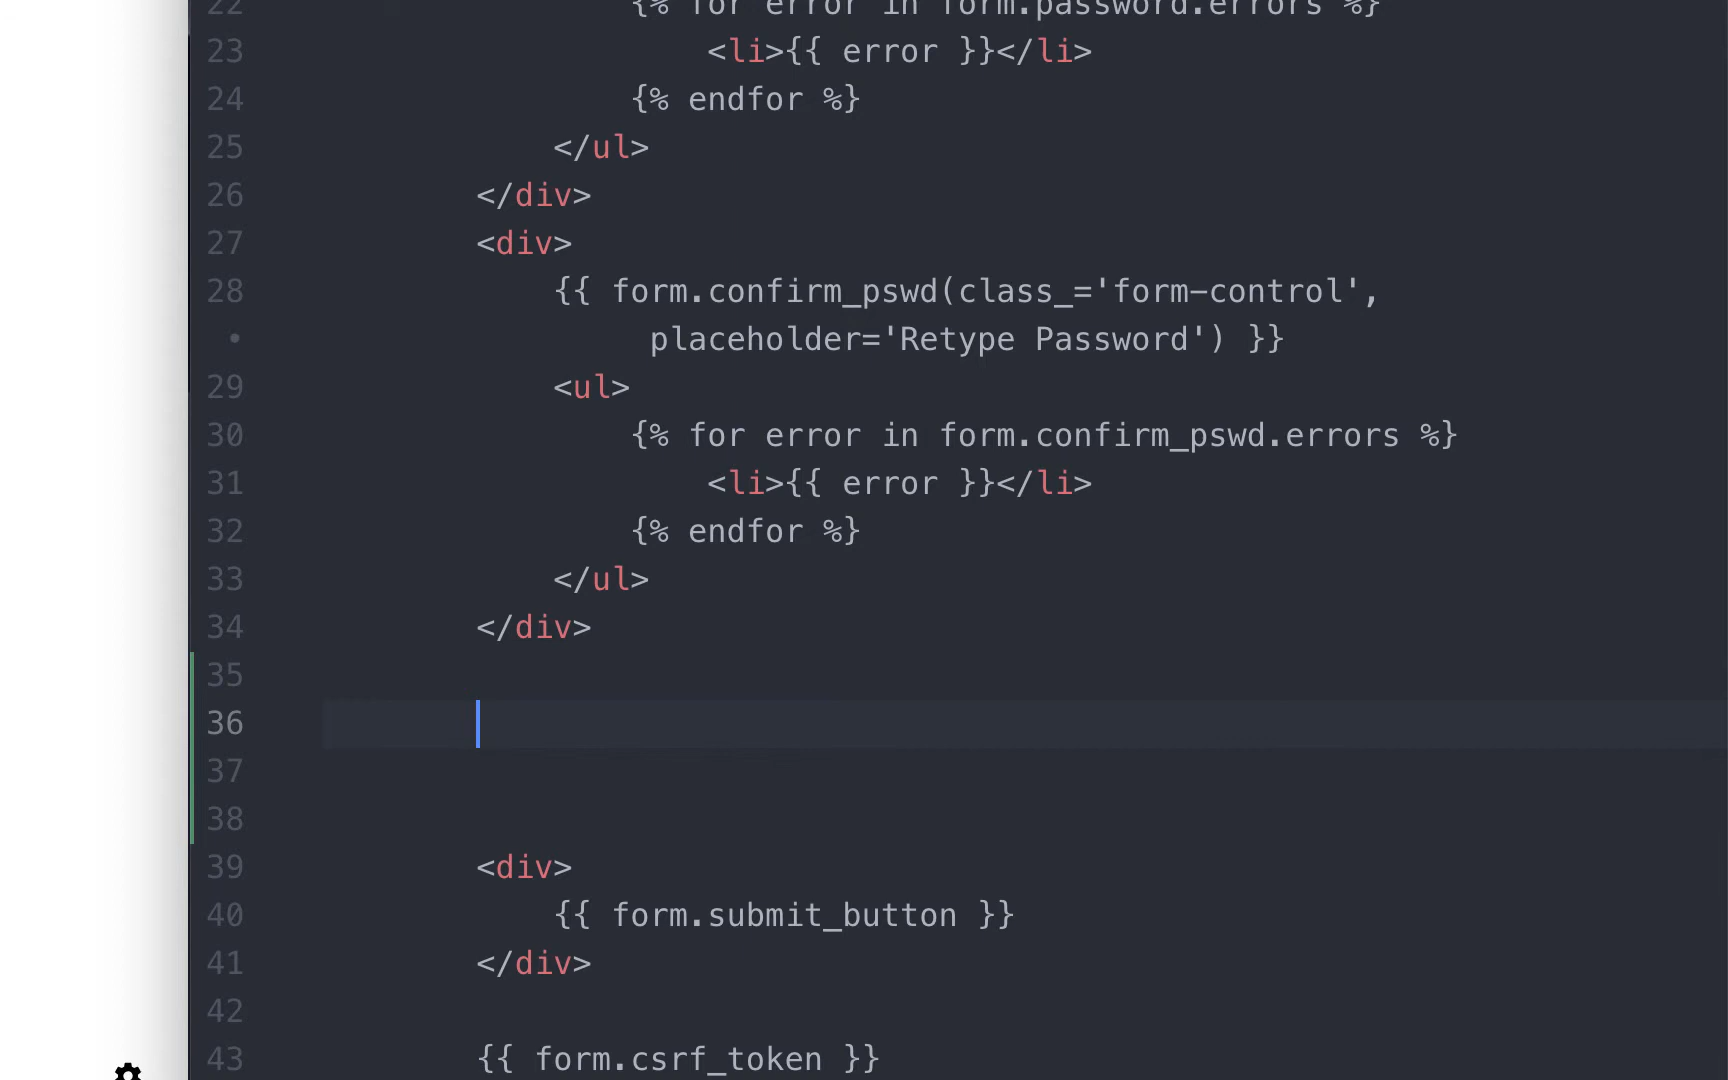 22 {% for error in form.password.errors %}
23 <li>{{ error }}</li>
24 {% endfor %}
25 </ul>
26 </div>
27 <div>
28 {{ form.confirm_pswd(class_='form-control',
• placeholder='Retype Password') }}
29 <ul>
30 {% for error in form.confirm_pswd.errors %}
31 <li>{{ error }}</li>
32 {% endfor %}
33 </ul>
34 </div>
35
36
37
38
39 <div>
40 {{ form.submit_button }}
41 </div>
42
43 {{ form.csrf_token }}